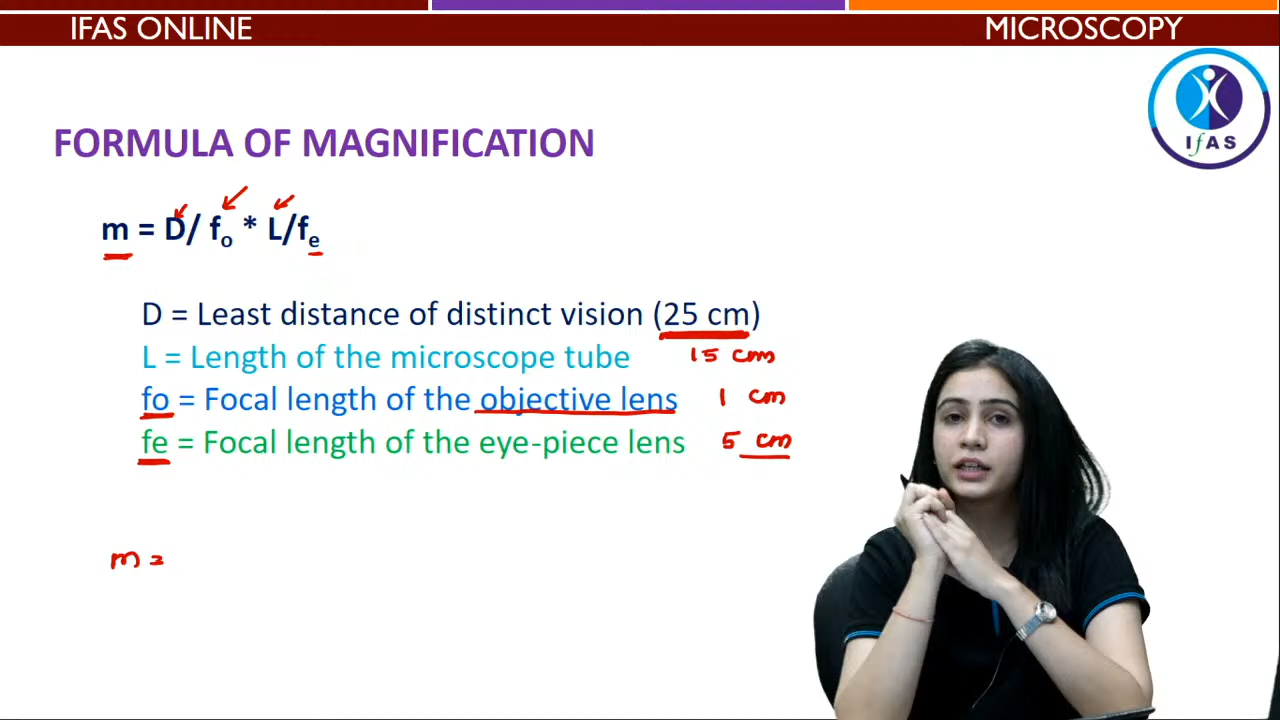 IFAS ONLINE
MICROSCOPY
IfAS
FORMULA OF MAGNIFICATION
m = D/ fo * L/fe
D = Least distance of distinct vision (25 cm)
L = Length of the microscope tube 15 cm
fo = Focal length of the objective lens 1 cm
fe = Focal length of the eye-piece lens 5 cm
m =